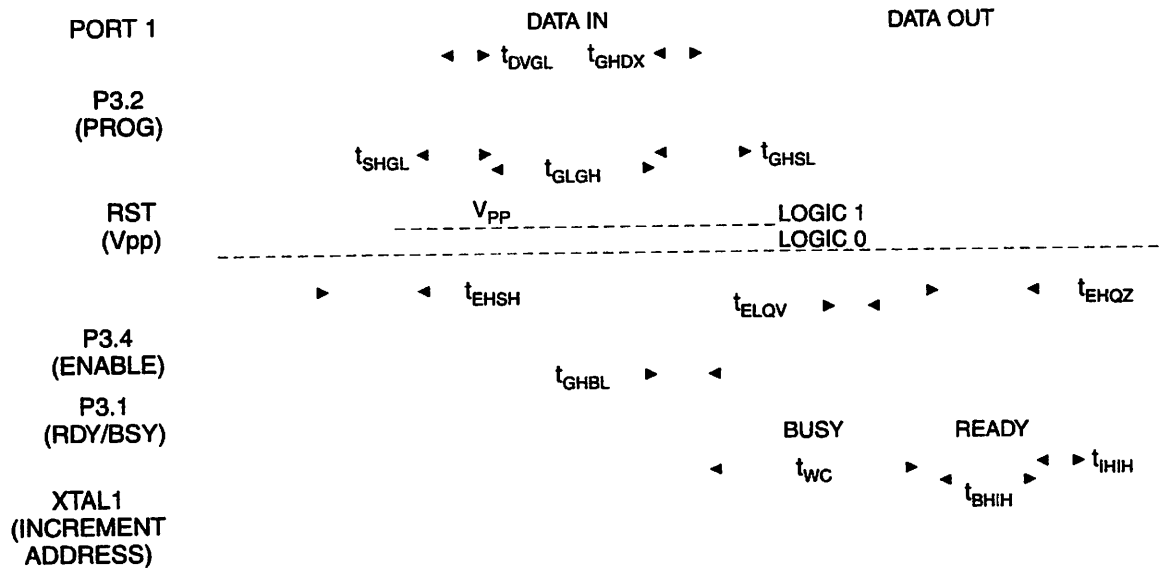 PORT 1
DATA IN
DATA OUT
tDVGL
tGHDX
P3.2
(PROG)
tSHGL
tGLGH
tGHSL
RST
(Vpp)
VPP
LOGIC 1
LOGIC 0
tEHSH
tELQV
tEHQZ
P3.4
(ENABLE)
tGHBL
P3.1
(RDY/BSY)
BUSY
READY
tWC
tBHIH
tIHIH
XTAL1
(INCREMENT
ADDRESS)